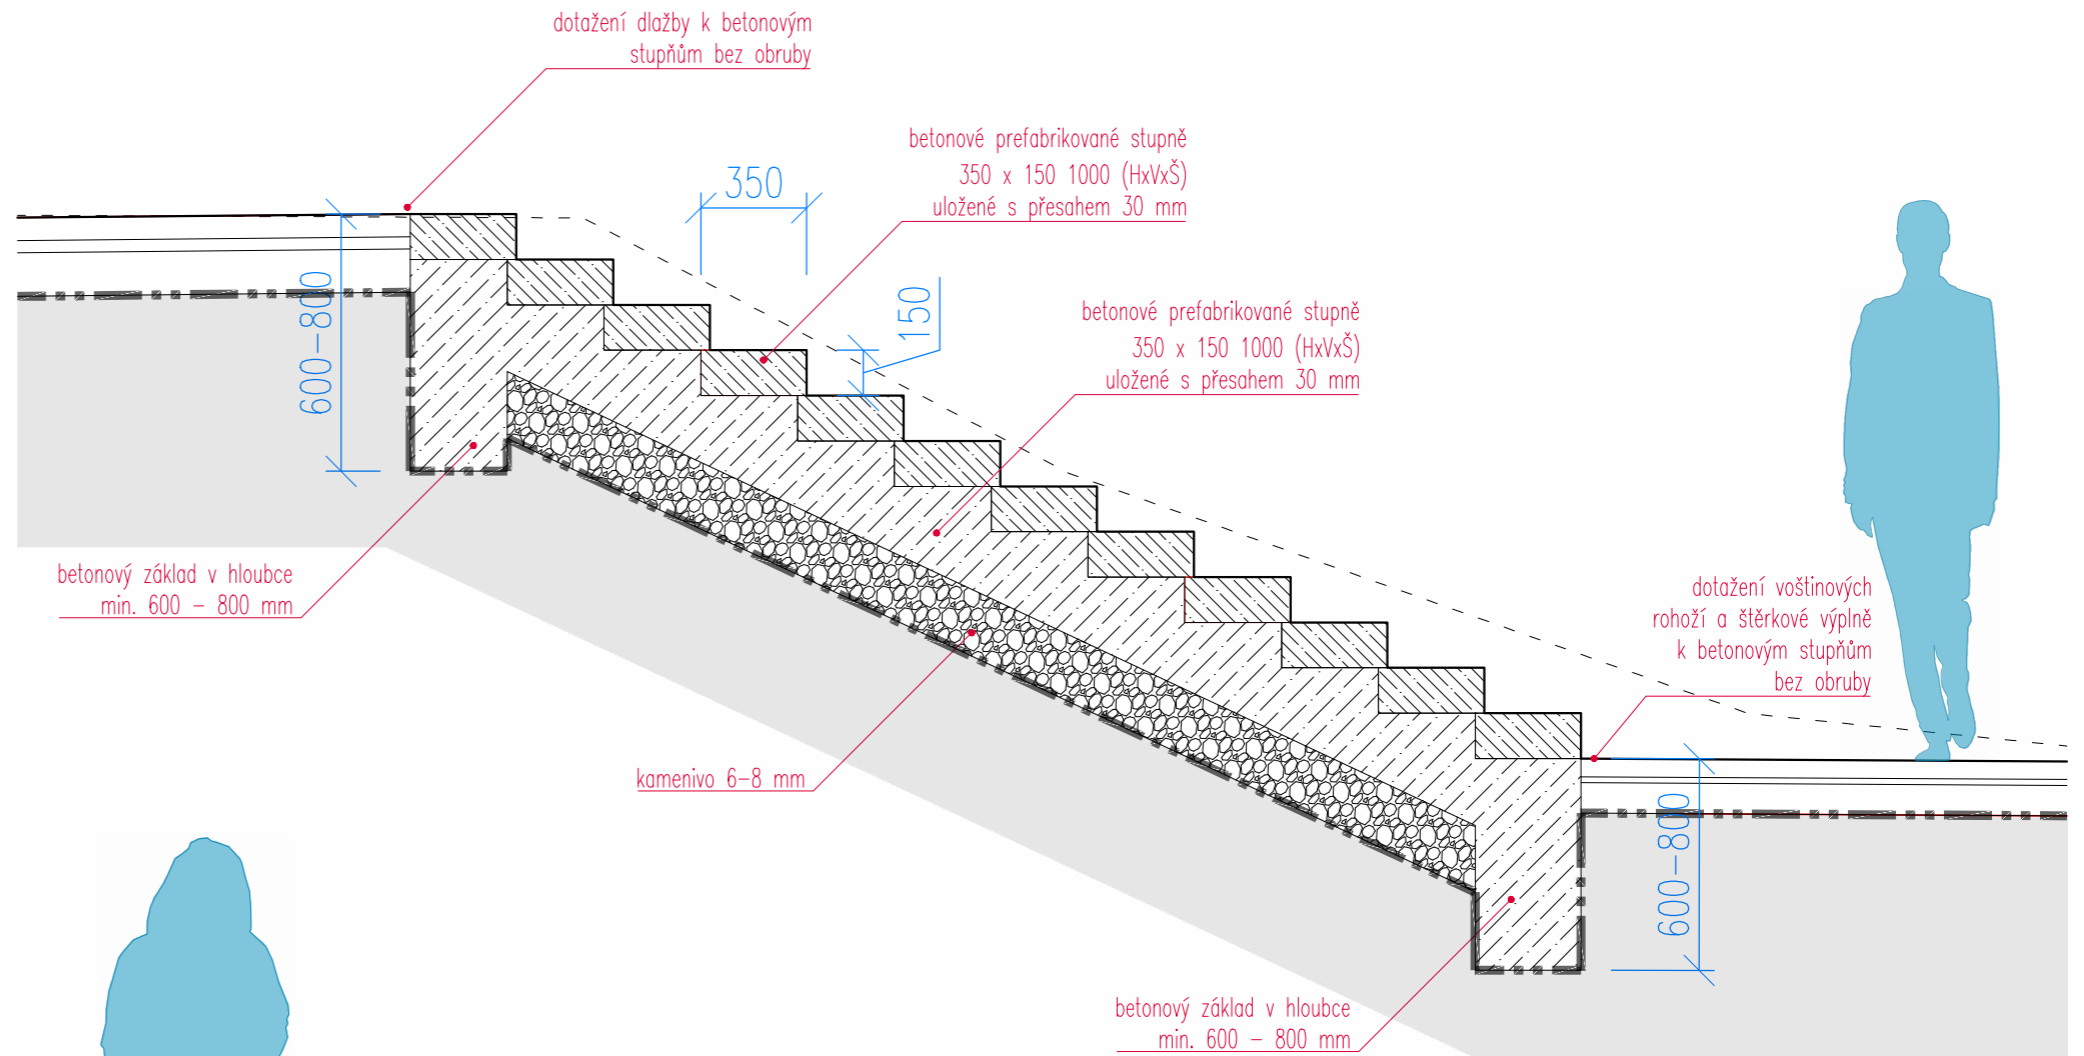 dotažení dlažby k betonovým
stupňům bez obruby
betonové prefabrikované stupně
350 x 150 1000 (HxVxŠ)
uložené s přesahem 30 mm
350
150
600-800
betonové prefabrikované stupně
350 x 150 1000 (HxVxŠ)
uložené s přesahem 30 mm
betonový základ v hloubce
min. 600 - 800 mm
dotažení voštinových
rohoží a štěrkové výplně
k betonovým stupňům
bez obruby
kamenivo 6-8 mm
600-800
betonový základ v hloubce
min. 600 - 800 mm